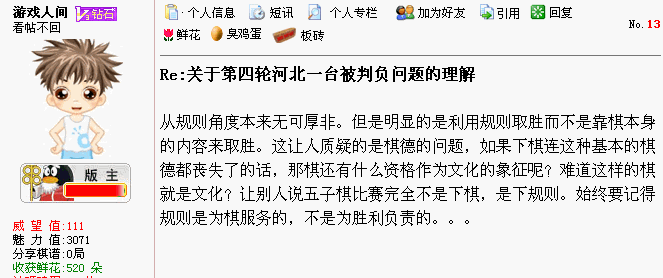 游戏人间 V8钻石
看帖不回
版主
威 望 值:111
魅 力 值:3071
分享棋谱:0局
收获鲜花:520 朵
个人信息 短讯 个人专栏 加为好友 引用 回复
No.13
鲜花 臭鸡蛋 板砖
Re:关于第四轮河北一台被判负问题的理解
从规则角度本来无可厚非。但是明显的是利用规则取胜而不是靠棋本身
的内容来取胜。这让人质疑的是棋德的问题，如果下棋连这种基本的棋
德都丧失了的话，那棋还有什么资格作为文化的象征呢？难道这样的棋
就是文化？让别人说五子棋比赛完全不是下棋，是下规则。始终要记得
规则是为棋服务的，不是为胜利负责的。。。